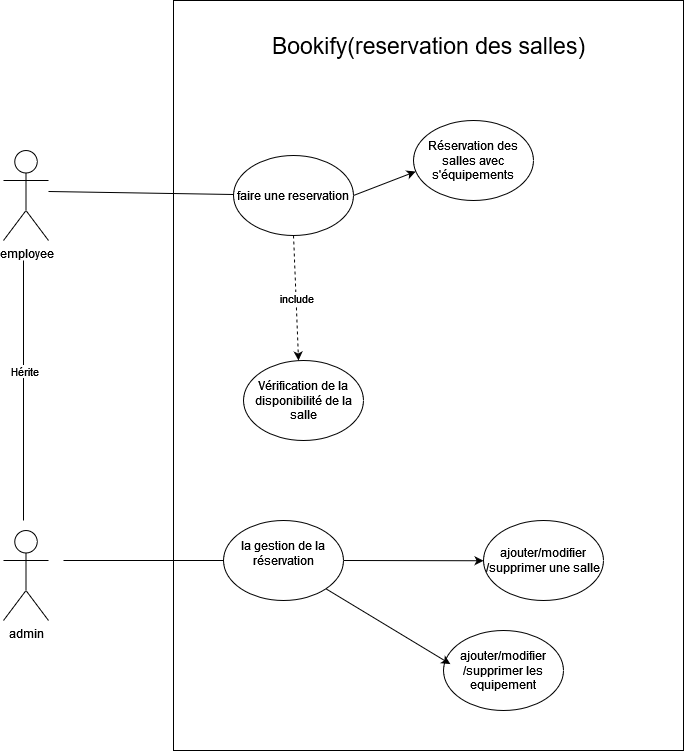 Bookify(reservation des salles)
Réservation des
salles avec
s'équipements
faire une reservation
employee
include
Hérite
Vérification de la
disponibilité de la
salle
la gestion de la
réservation
ajouter/modifier
/supprimer une salle
admin
ajouter/modifier
/supprimer les
equipement